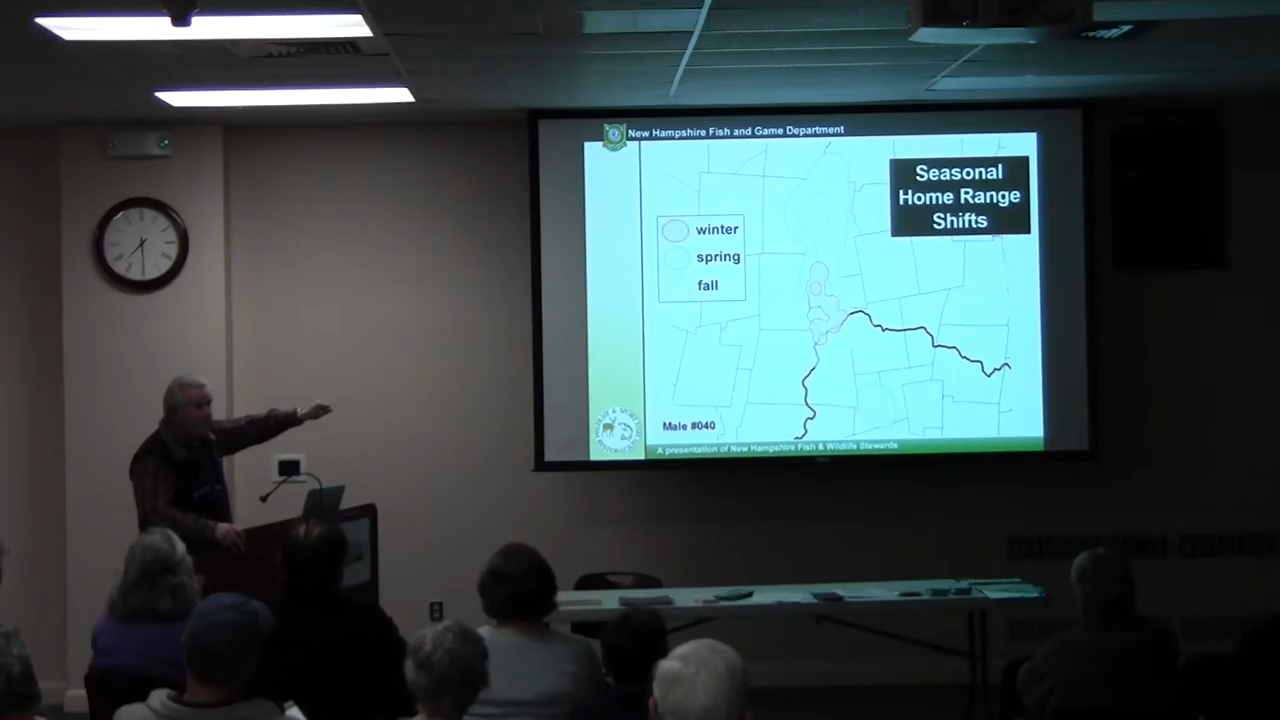 New Hampshire Fish and Game Department
Seasonal
Home Range
Shifts
winter
spring
fall
Male #040
A presentation of New Hampshire Fish & Wildlife Stewards